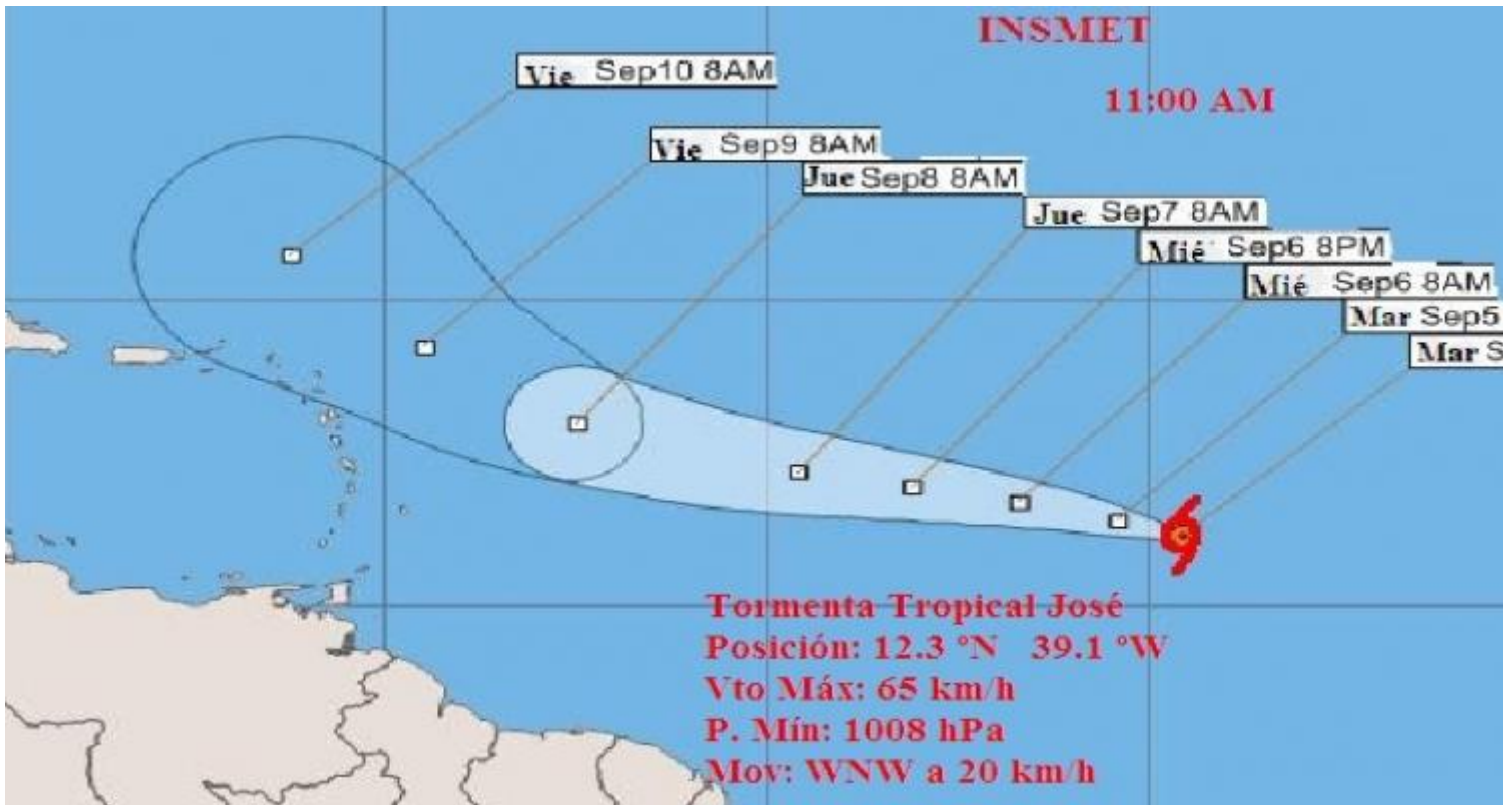 INSMET
11:00 AM
Vie Sep10 8AM
Vie Sep9 8AM
Jue Sep8 8AM
Jue Sep7 8AM
Mié Sep6 8PM
Mié Sep6 8AM
Mar Sep5
Mar S
Tormenta Tropical José
Posición: 12.3 °N 39.1 °W
Vto Máx: 65 km/h
P. Mín: 1008 hPa
Mov: WNW a 20 km/h